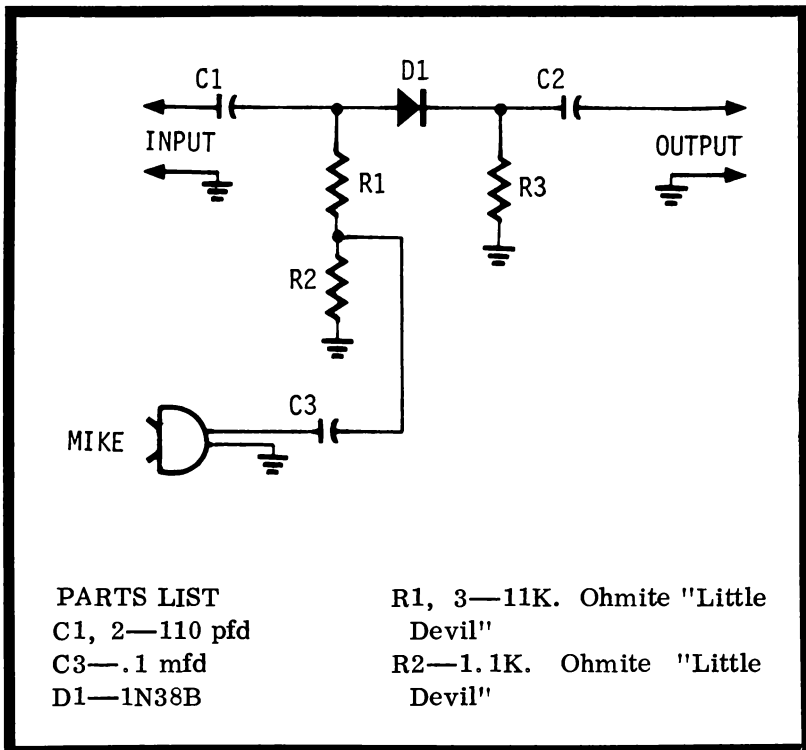 C1
D1
C2
INPUT
OUTPUT
R1
R3
R2
C3
MIKE
PARTS LIST
C1, 2—110 pfd
C3—.1 mfd
D1—1N38B
R1, 3—11K. Ohmite "Little
Devil"
R2—1.1K. Ohmite "Little
Devil"